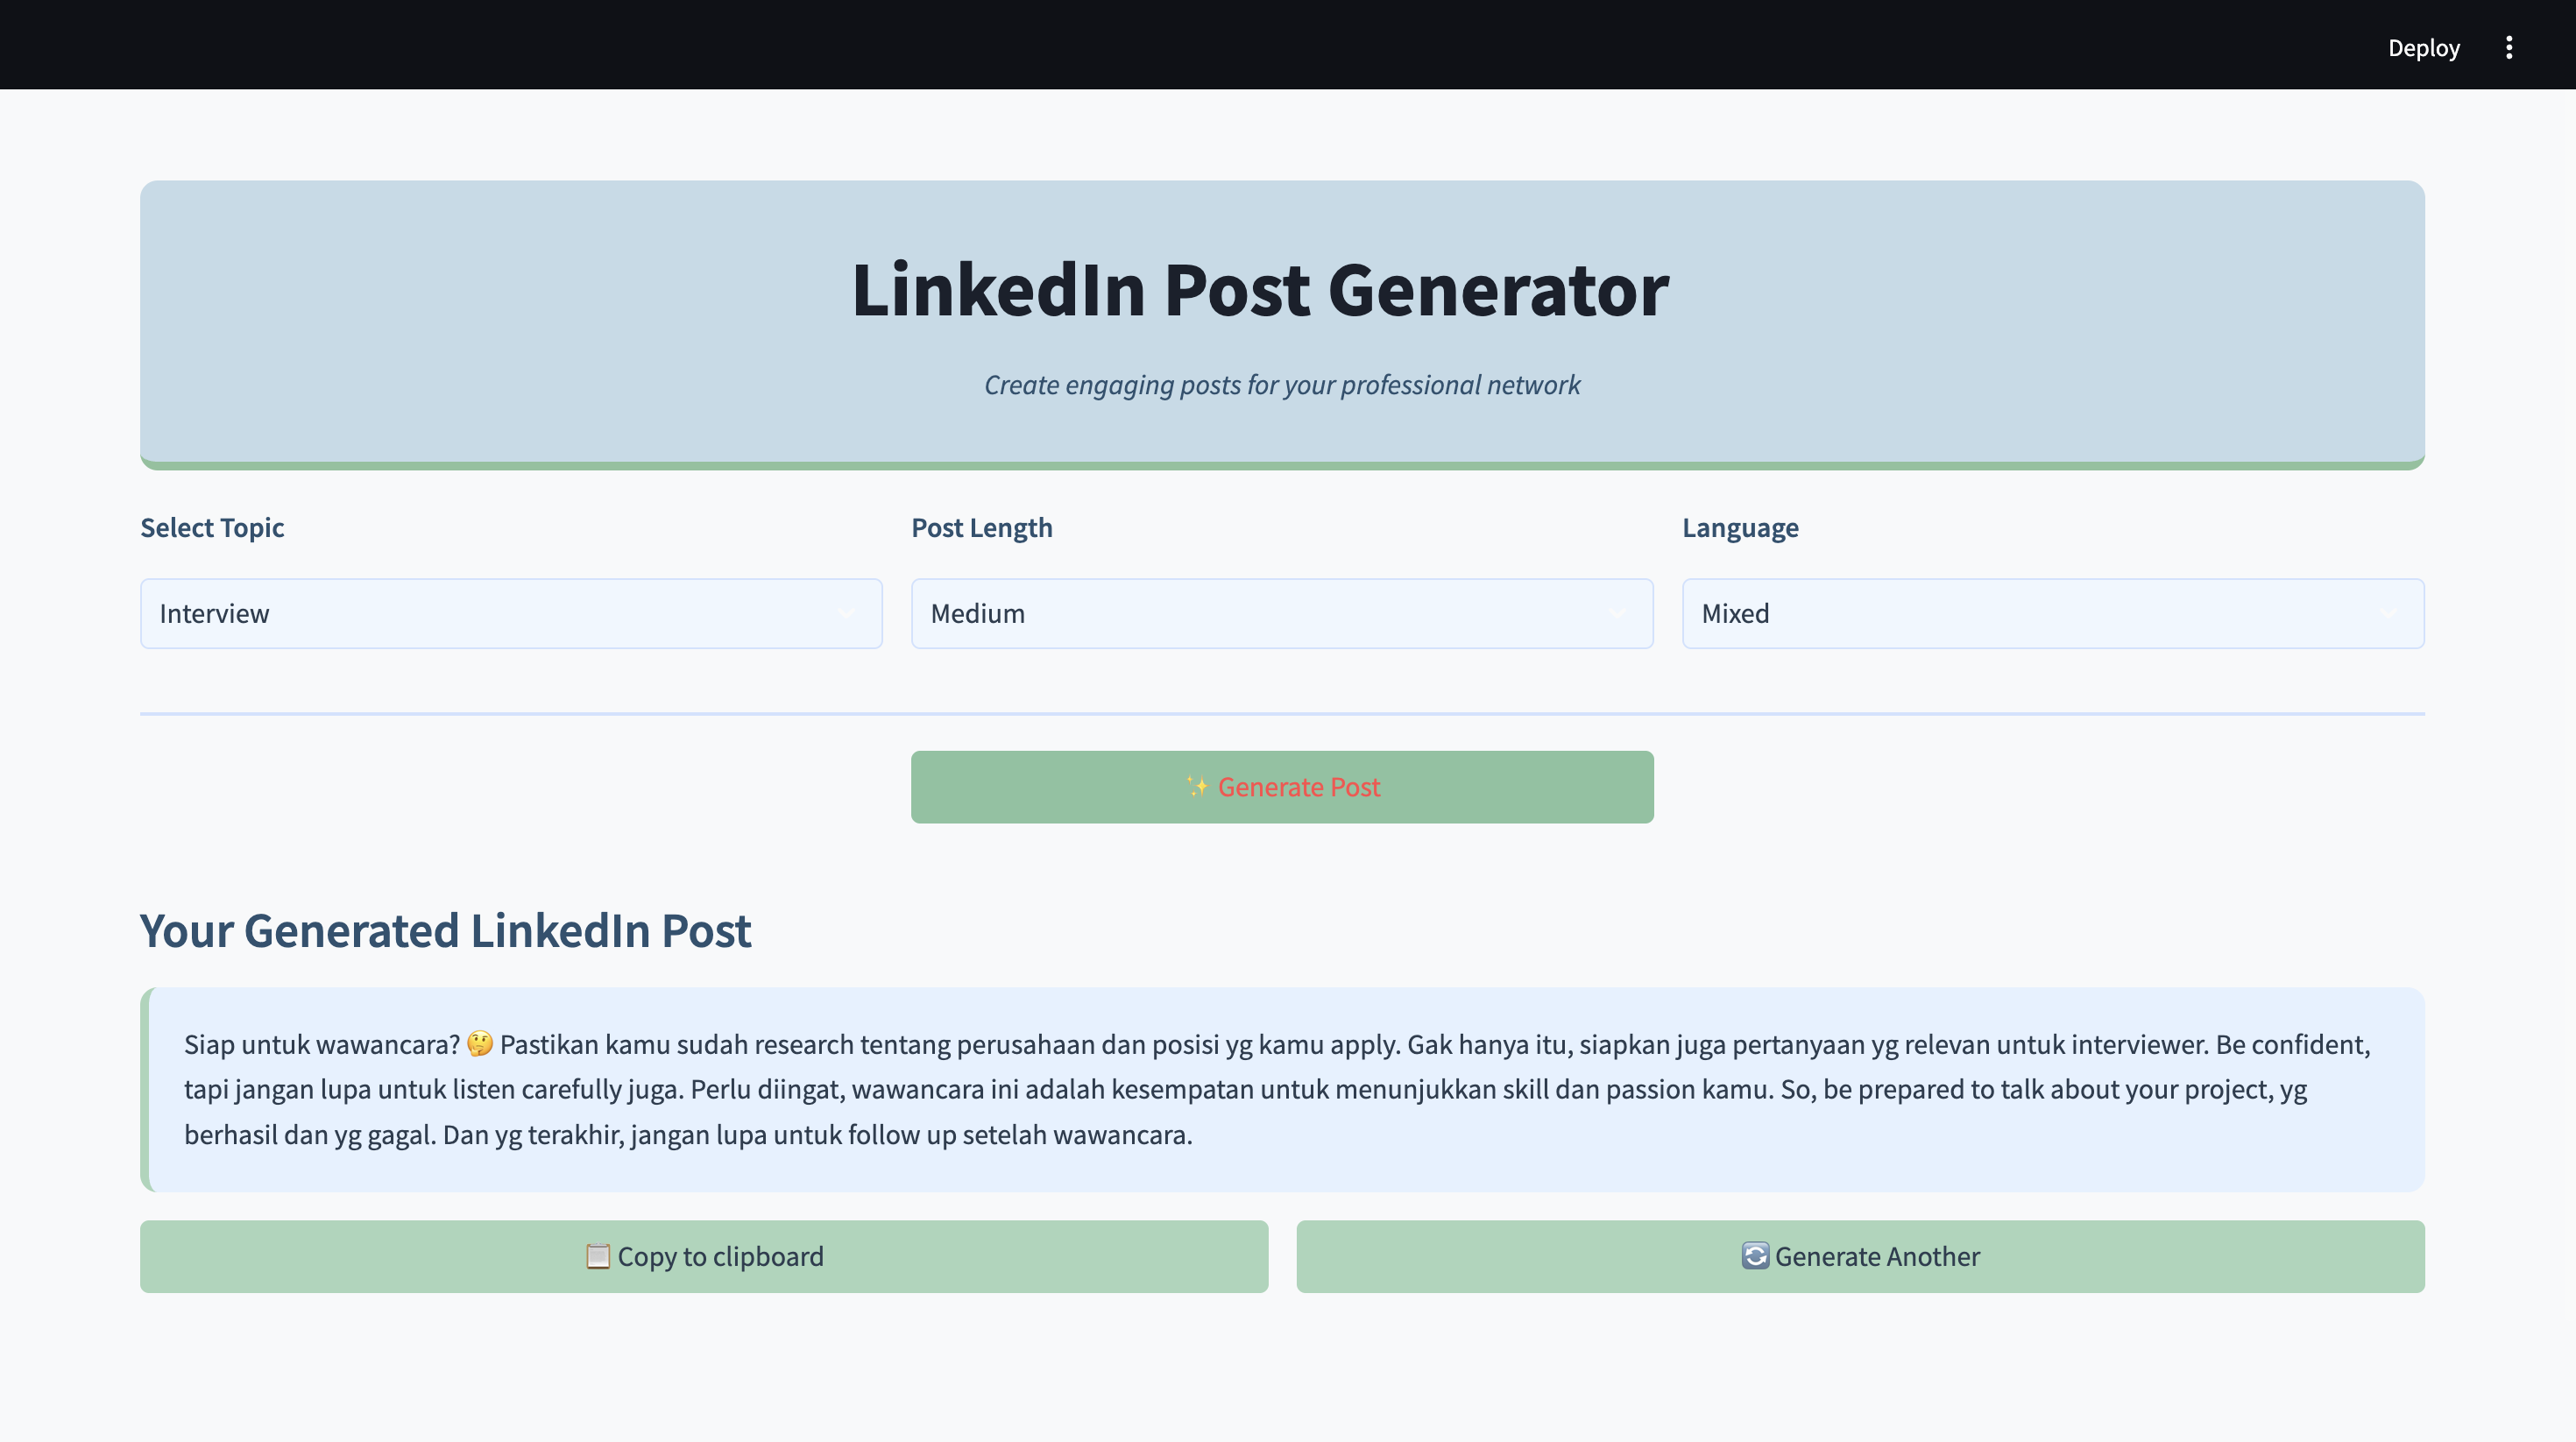 Deploy
LinkedIn Post Generator
Create engaging posts for your professional network
Select Topic
Post Length
Language
Interview
Medium
Mixed
✨ Generate Post
Your Generated LinkedIn Post
Siap untuk wawancara? 🤔 Pastikan kamu sudah research tentang perusahaan dan posisi yg kamu apply. Gak hanya itu, siapkan juga pertanyaan yg relevan untuk interviewer. Be confident,
tapi jangan lupa untuk listen carefully juga. Perlu diingat, wawancara ini adalah kesempatan untuk menunjukkan skill dan passion kamu. So, be prepared to talk about your project, yg
berhasil dan yg gagal. Dan yg terakhir, jangan lupa untuk follow up setelah wawancara.
📋 Copy to clipboard
🔄 Generate Another